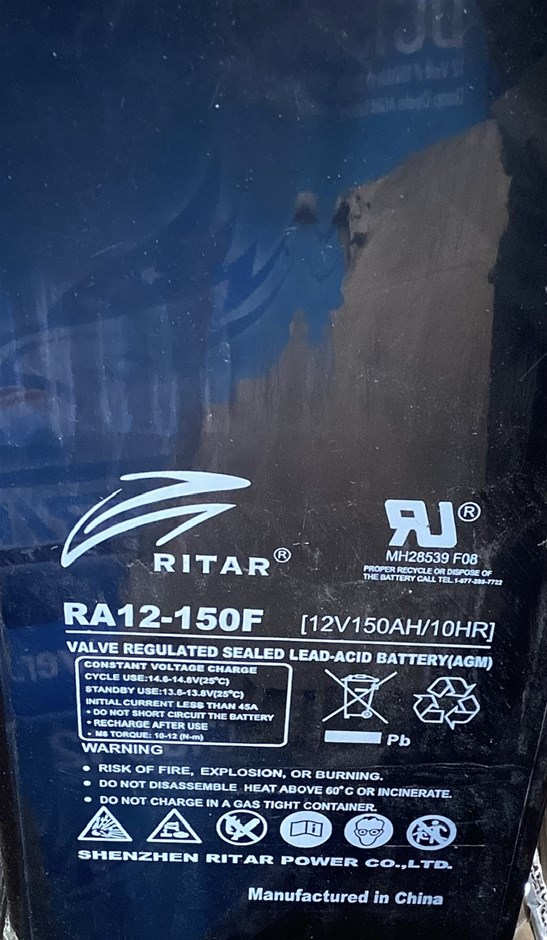 RITAR®
RU®
MH28539 F08
PROPER RECYCLE OR DISPOSE OF
THE BATTERY CALL TEL.1-877-293-7722
RA12-150F [12V150AH/10HR]
VALVE REGULATED SEALED LEAD-ACID BATTERY(AGM)
CONSTANT VOLTAGE CHARGE
CYCLE USE:14.6-14.8V(25°C)
STANDBY USE:13.6-13.8V(25°C)
INITIAL CURRENT LESS THAN 45A
• DO NOT SHORT CIRCUIT THE BATTERY
• RECHARGE AFTER USE
• M8 TORQUE: 10-12 (N-m)
Pb
WARNING
• RISK OF FIRE, EXPLOSION, OR BURNING.
• DO NOT DISASSEMBLE HEAT ABOVE 60°C OR INCINERATE.
• DO NOT CHARGE IN A GAS TIGHT CONTAINER.
SHENZHEN RITAR POWER CO.,LTD.
Manufactured in China